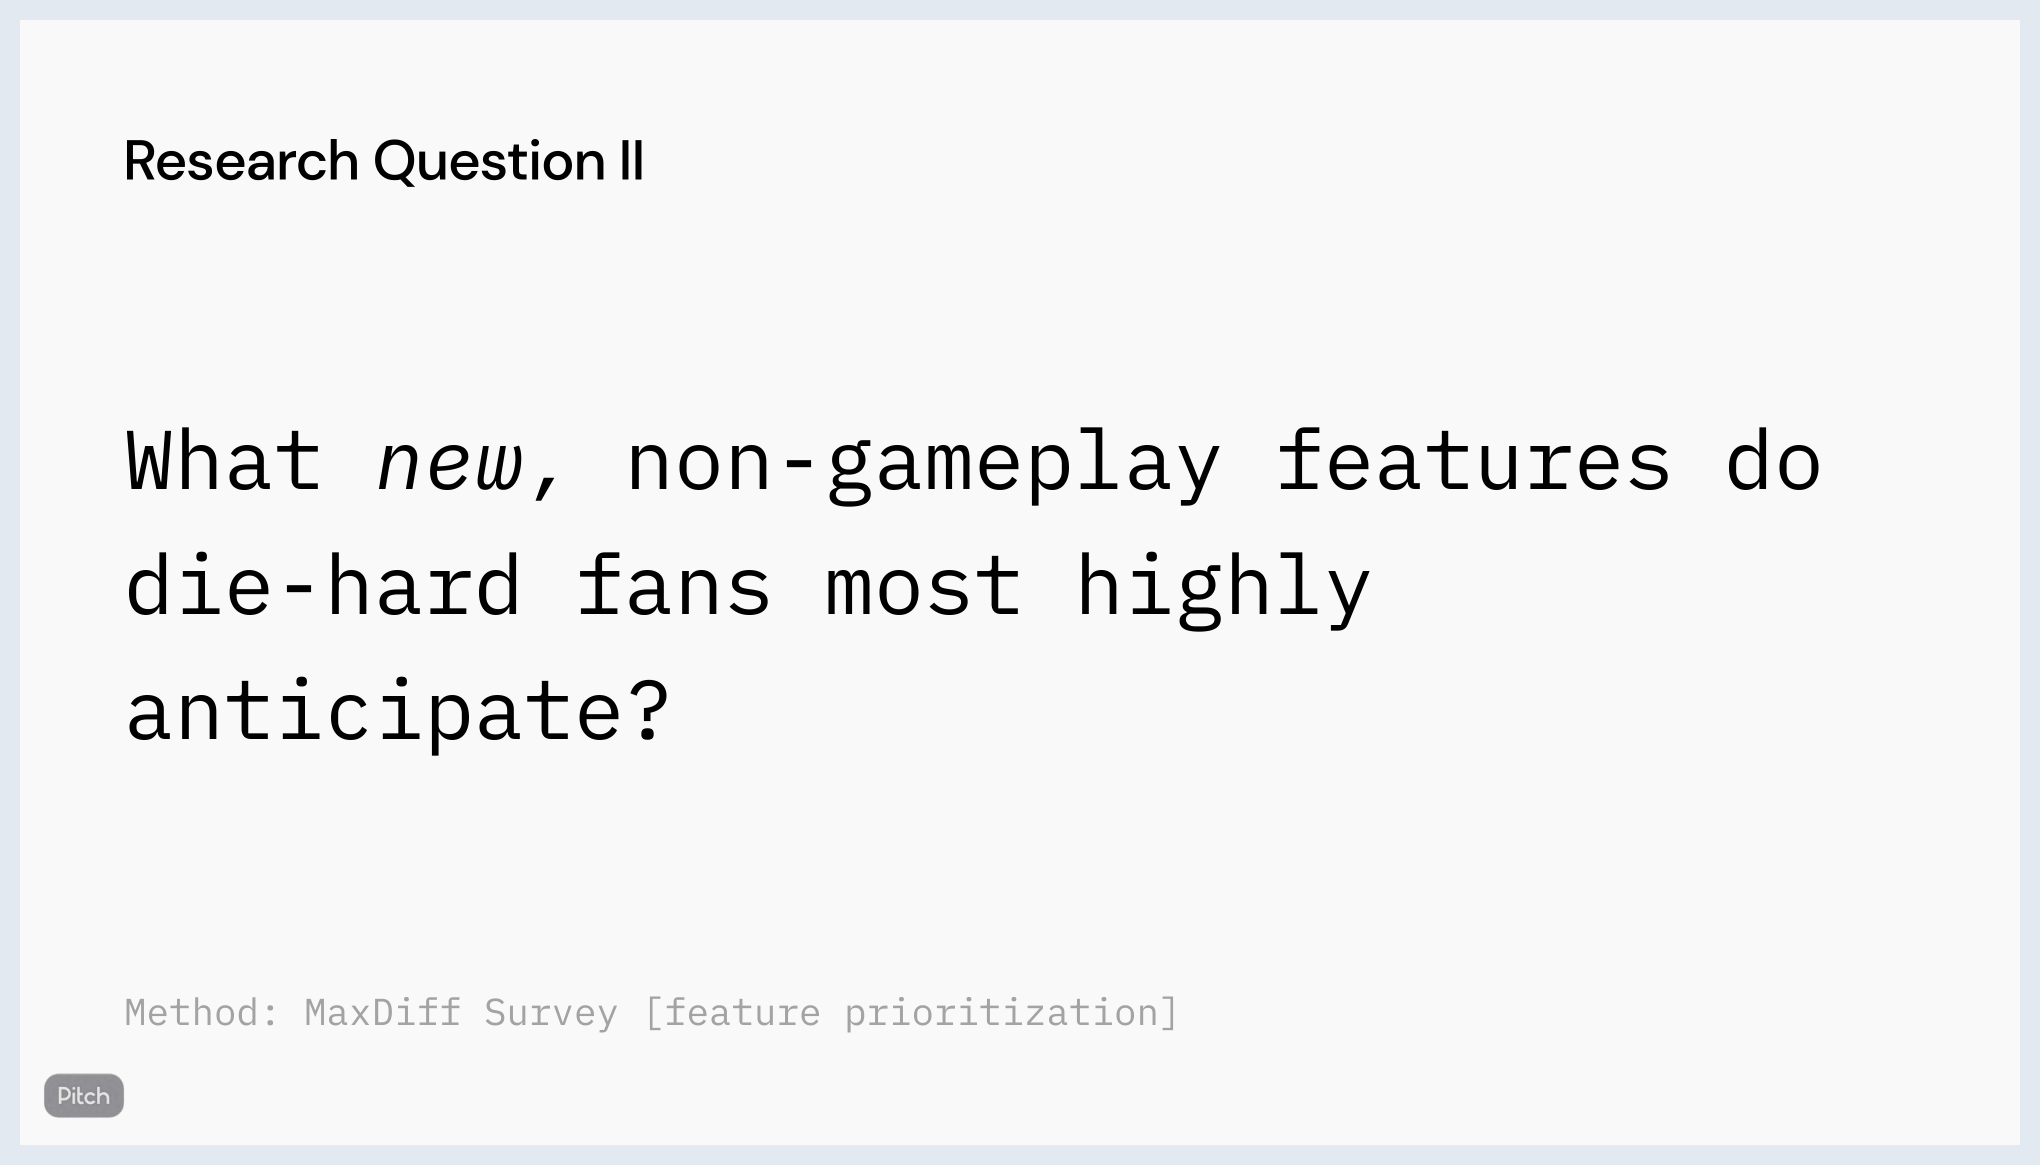 Research Question II
What new, non-gameplay features do
die-hard fans most highly
anticipate?
Method: MaxDiff Survey [feature prioritization]
Pitch